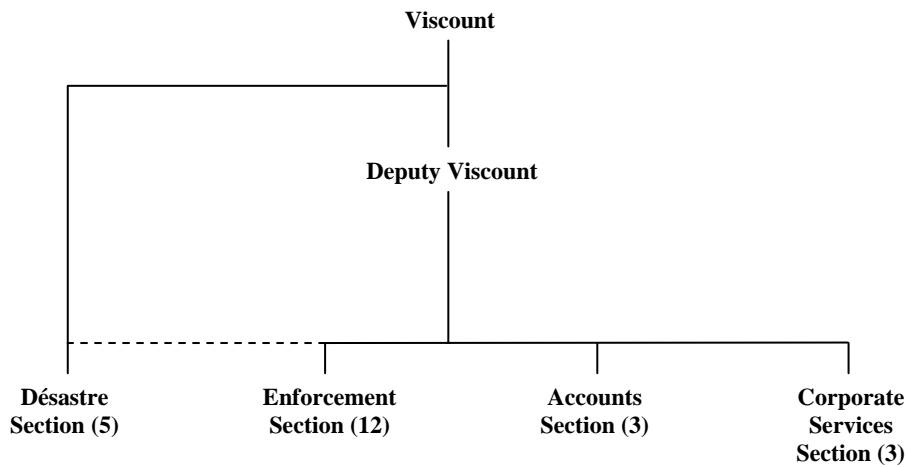 Viscount
Deputy Viscount
Désastre
Section (5)
Enforcement
Section (12)
Accounts
Section (3)
Corporate
Services
Section (3)